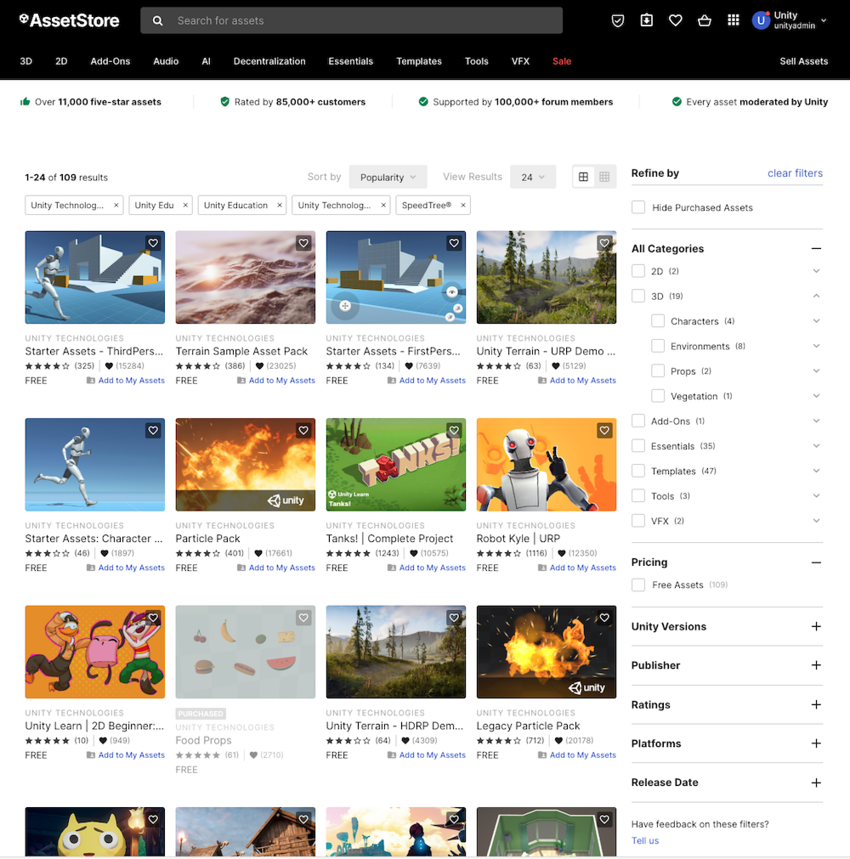 AssetStore
Search for assets
U
Unity
unityadmin
3D 2D Add-Ons Audio AI Decentralization Essentials Templates Tools VFX Sale Sell Assets
Over 11,000 five-star assets Rated by 85,000+ customers Supported by 100,000+ forum members Every asset moderated by Unity
1-24 of 109 results Sort by Popularity View Results 24
Unity Technolog... × Unity Edu × Unity Education × Unity Technolog... × SpeedTree® ×
UNITY TECHNOLOGIES
Starter Assets - ThirdPers...
(325) (15284)
FREE Add to My Assets
UNITY TECHNOLOGIES
Terrain Sample Asset Pack
(386) (23025)
FREE Add to My Assets
UNITY TECHNOLOGIES
Starter Assets - FirstPers...
(134) (7639)
FREE Add to My Assets
UNITY TECHNOLOGIES
Unity Terrain - URP Demo ...
(63) (5129)
FREE Add to My Assets
UNITY TECHNOLOGIES
Starter Assets: Character ...
(46) (1897)
FREE Add to My Assets
unity
UNITY TECHNOLOGIES
Particle Pack
(401) (17661)
FREE Add to My Assets
TANKS!
Unity Learn
Tanks!
UNITY TECHNOLOGIES
Tanks! | Complete Project
(1243) (10575)
FREE Add to My Assets
UNITY TECHNOLOGIES
Robot Kyle | URP
(1116) (12350)
FREE Add to My Assets
UNITY TECHNOLOGIES
Unity Learn | 2D Beginner:...
(10) (949)
FREE Add to My Assets
PURCHASED
UNITY TECHNOLOGIES
Food Props
(61) (2710)
FREE
UNITY TECHNOLOGIES
Unity Terrain - HDRP Dem...
(64) (4309)
FREE Add to My Assets
unity
UNITY TECHNOLOGIES
Legacy Particle Pack
(712) (20178)
FREE Add to My Assets
Refine by clear filters
Hide Purchased Assets
All Categories
2D (2)
3D (19)
Characters (4)
Environments (8)
Props (2)
Vegetation (1)
Add-Ons (1)
Essentials (35)
Templates (47)
Tools (3)
VFX (2)
Pricing
Free Assets (109)
Unity Versions
Publisher
Ratings
Platforms
Release Date
Have feedback on these filters?
Tell us